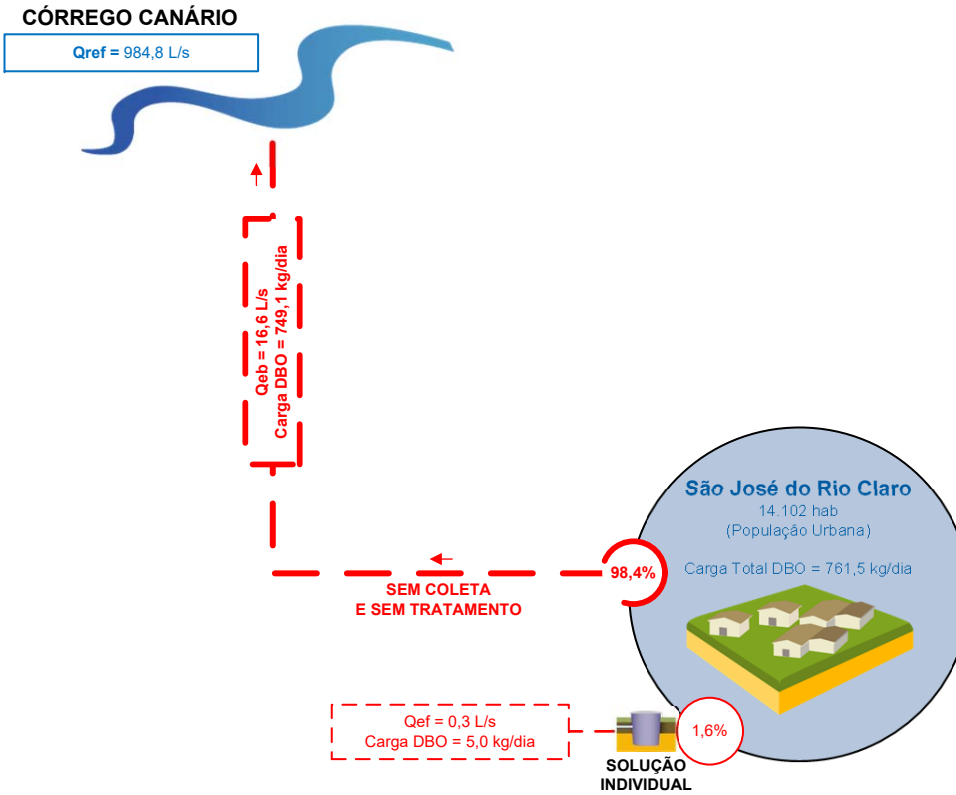 CÓRREGO CANÁRIO
Qref = 984,8 L/s
Qeb = 16,6 L/s
Carga DBO = 749,1 kg/dia
São José do Rio Claro
14.102 hab
(População Urbana)
Carga Total DBO = 761,5 kg/dia
98,4%
SEM COLETA
E SEM TRATAMENTO
Qef = 0,3 L/s
Carga DBO = 5,0 kg/dia
1,6%
SOLUÇÃO
INDIVIDUAL